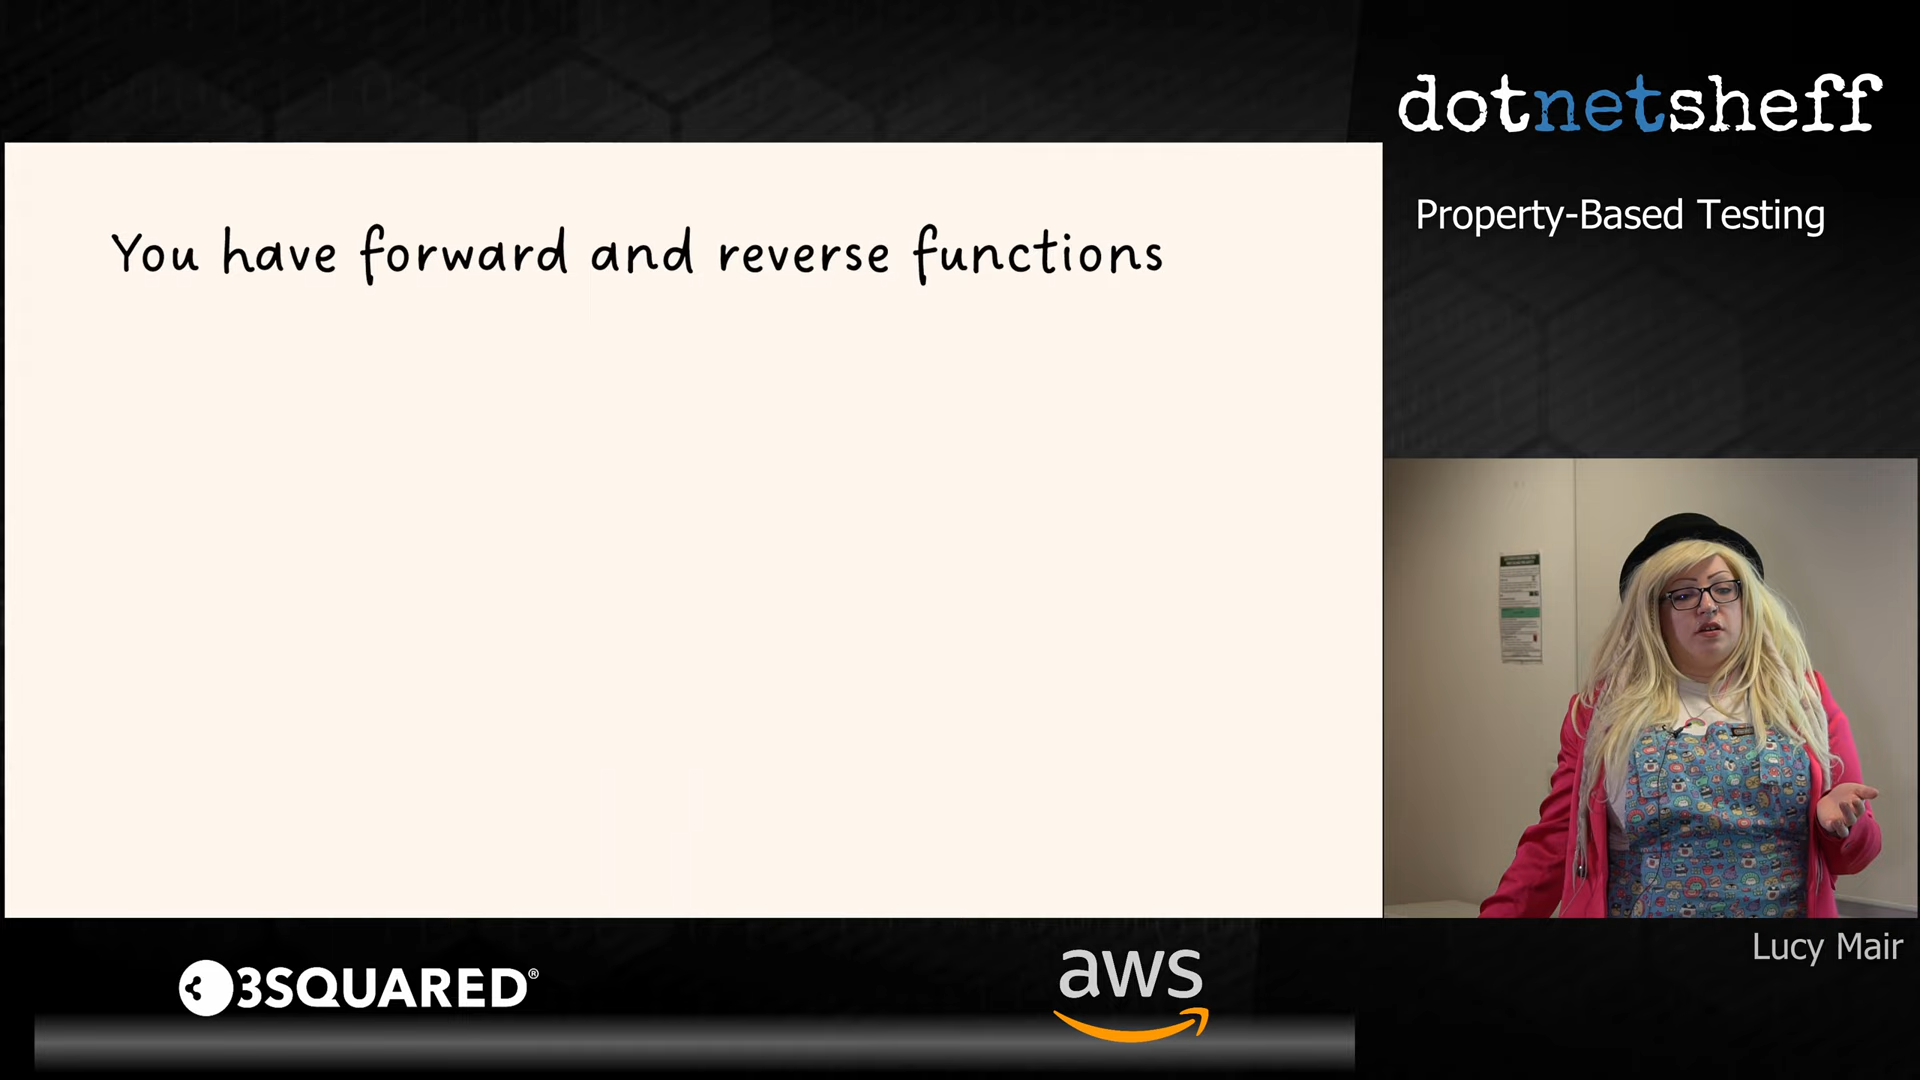 dotnetsheff
Property-Based Testing
You have forward and reverse functions
Lucy Mair
3SQUARED®
aws